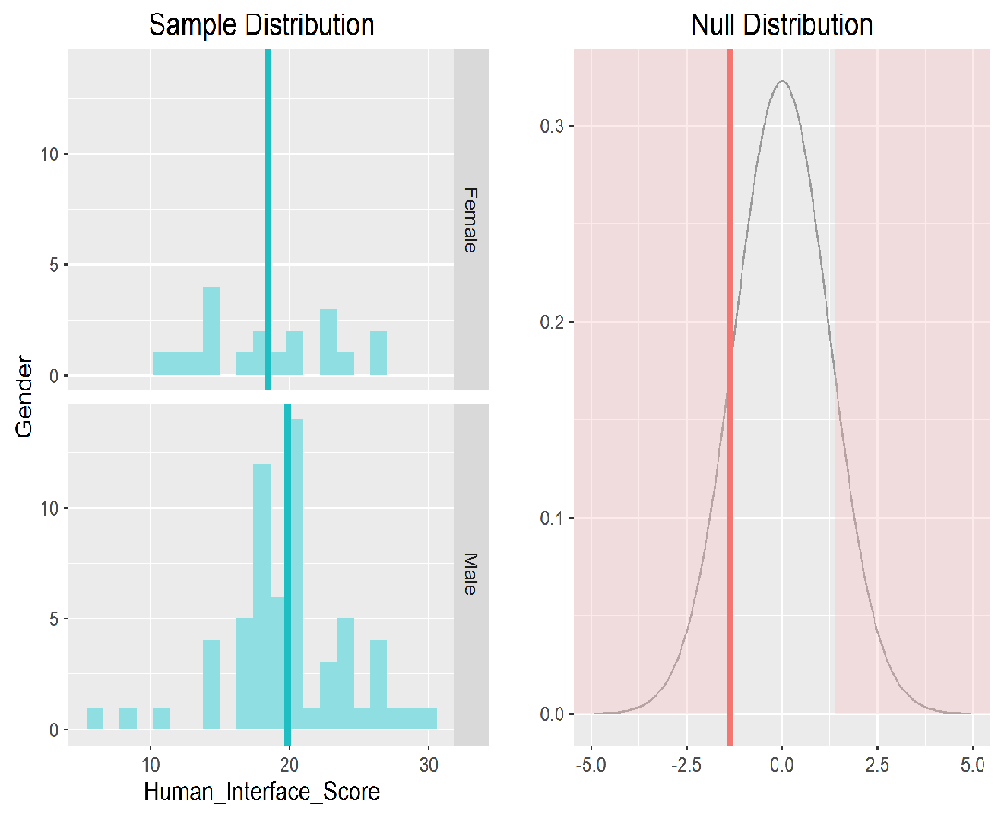 Sample Distribution
Gender
10
5
0
Female
10
5
0
Male
10 20 30
Human_Interface_Score
Null Distribution
0.3
0.2
0.1
0.0
-5.0 -2.5 0.0 2.5 5.0